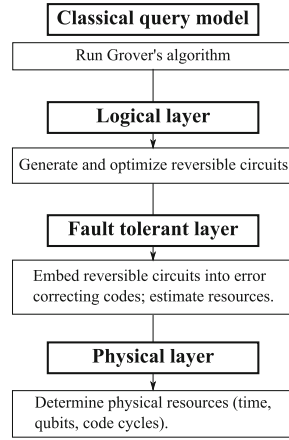 Classical query model
Run Grover's algorithm
Logical layer
Generate and optimize reversible circuits
Fault tolerant layer
Embed reversible circuits into error
correcting codes; estimate resources.
Physical layer
Determine physical resources (time,
qubits, code cycles).